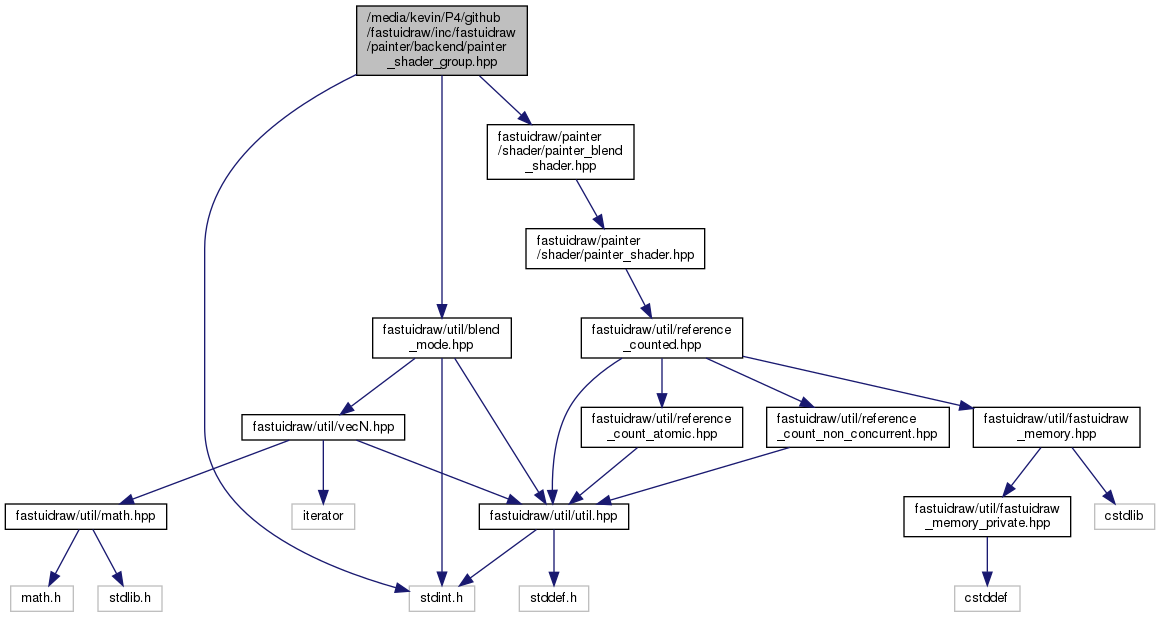 /media/kevin/P4/github
/fastuidraw/inc/fastuidraw
/painter/backend/painter
_shader_group.hpp
fastuidraw/painter
/shader/painter_blend
_shader.hpp
fastuidraw/painter
/shader/painter_shader.hpp
fastuidraw/util/blend
_mode.hpp
fastuidraw/util/reference
_counted.hpp
fastuidraw/util/vecN.hpp
fastuidraw/util/reference
_count_atomic.hpp
fastuidraw/util/reference
_count_non_concurrent.hpp
fastuidraw/util/fastuidraw
_memory.hpp
fastuidraw/util/math.hpp
iterator
fastuidraw/util/util.hpp
fastuidraw/util/fastuidraw
_memory_private.hpp
cstdlib
math.h
stdlib.h
stdint.h
stddef.h
cstddef